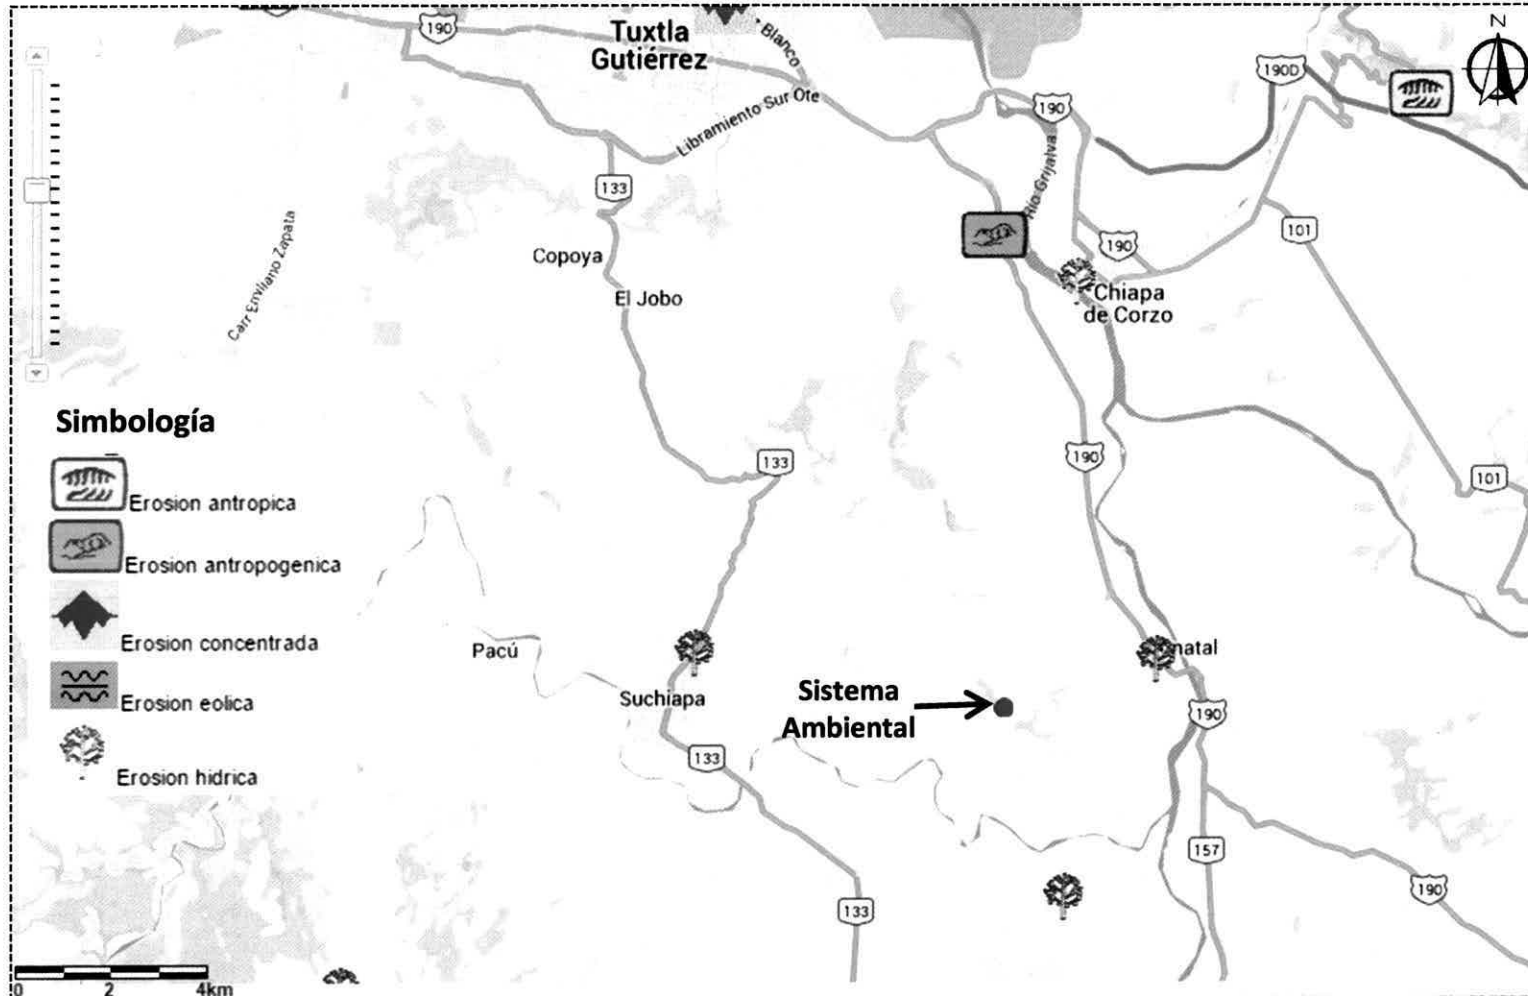 Tuxtla
Gutiérrez
Blanco
190
190D
N
190
Libramiento Sur Ote
Río Grijalva
133
101
190
Carr Emiliano Zapata
Copoya
El Jobo
Chiapa
de Corzo
Simbología
133
190
101
Erosion antropica
Erosion antropogenica
Erosion concentrada
Erosion eolica
Erosion hidrica
Pacú
Suchiapa
natal
Sistema
Ambiental
190
133
157
190
133
0 2 4km